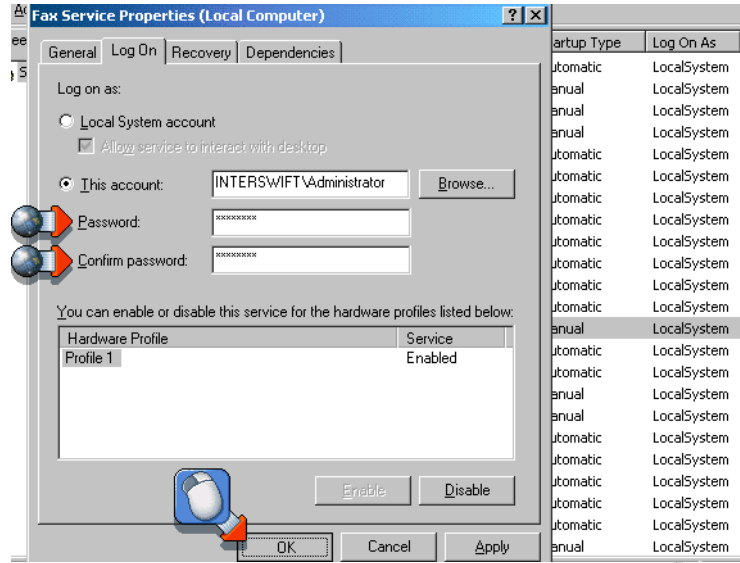 Fax Service Properties (Local Computer)
General Log On Recovery Dependencies
Log on as:
Local System account
Allow service to interact with desktop
This account: INTERSWIFT\Administrator Browse...
Password: ********
Confirm password: ********
You can enable or disable this service for the hardware profiles listed below:
Hardware Profile Service
Profile 1 Enabled
Enable Disable
OK Cancel Apply
artup Type Log On As
utomatic LocalSystem
anual LocalSystem
anual LocalSystem
anual LocalSystem
utomatic LocalSystem
utomatic LocalSystem
utomatic LocalSystem
utomatic LocalSystem
utomatic LocalSystem
utomatic LocalSystem
utomatic LocalSystem
utomatic LocalSystem
anual LocalSystem
utomatic LocalSystem
utomatic LocalSystem
anual LocalSystem
anual LocalSystem
utomatic LocalSystem
utomatic LocalSystem
utomatic LocalSystem
utomatic LocalSystem
utomatic LocalSystem
anual LocalSystem